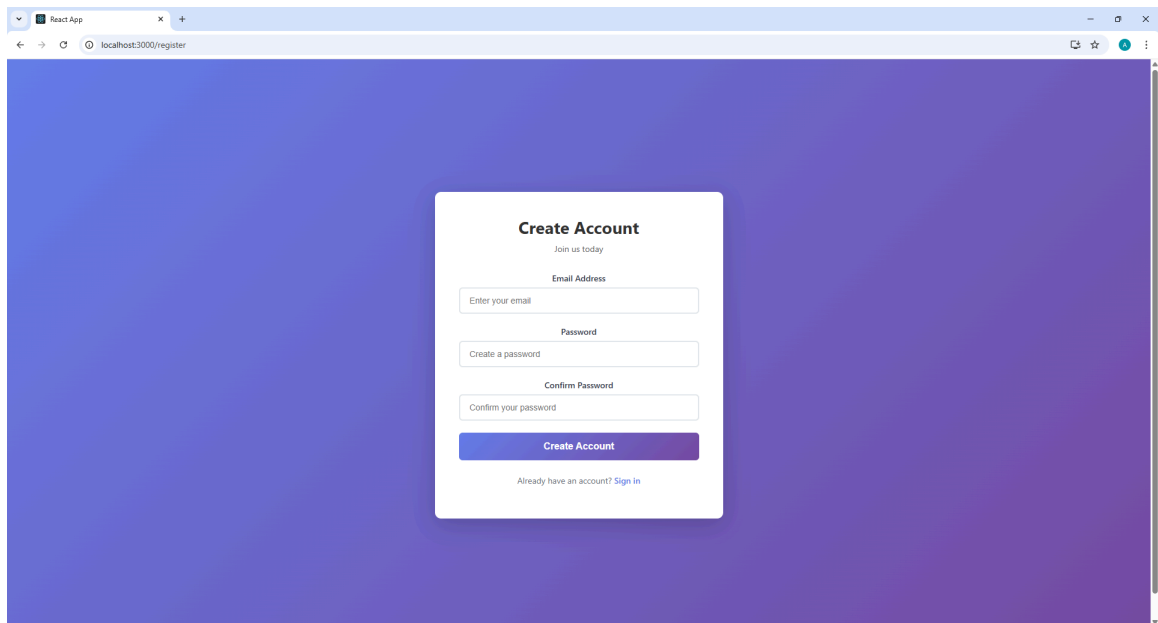 React App
localhost:3000/register
A
Create Account
Join us today
Email Address
Enter your email
Password
Create a password
Confirm Password
Confirm your password
Create Account
Already have an account? Sign in